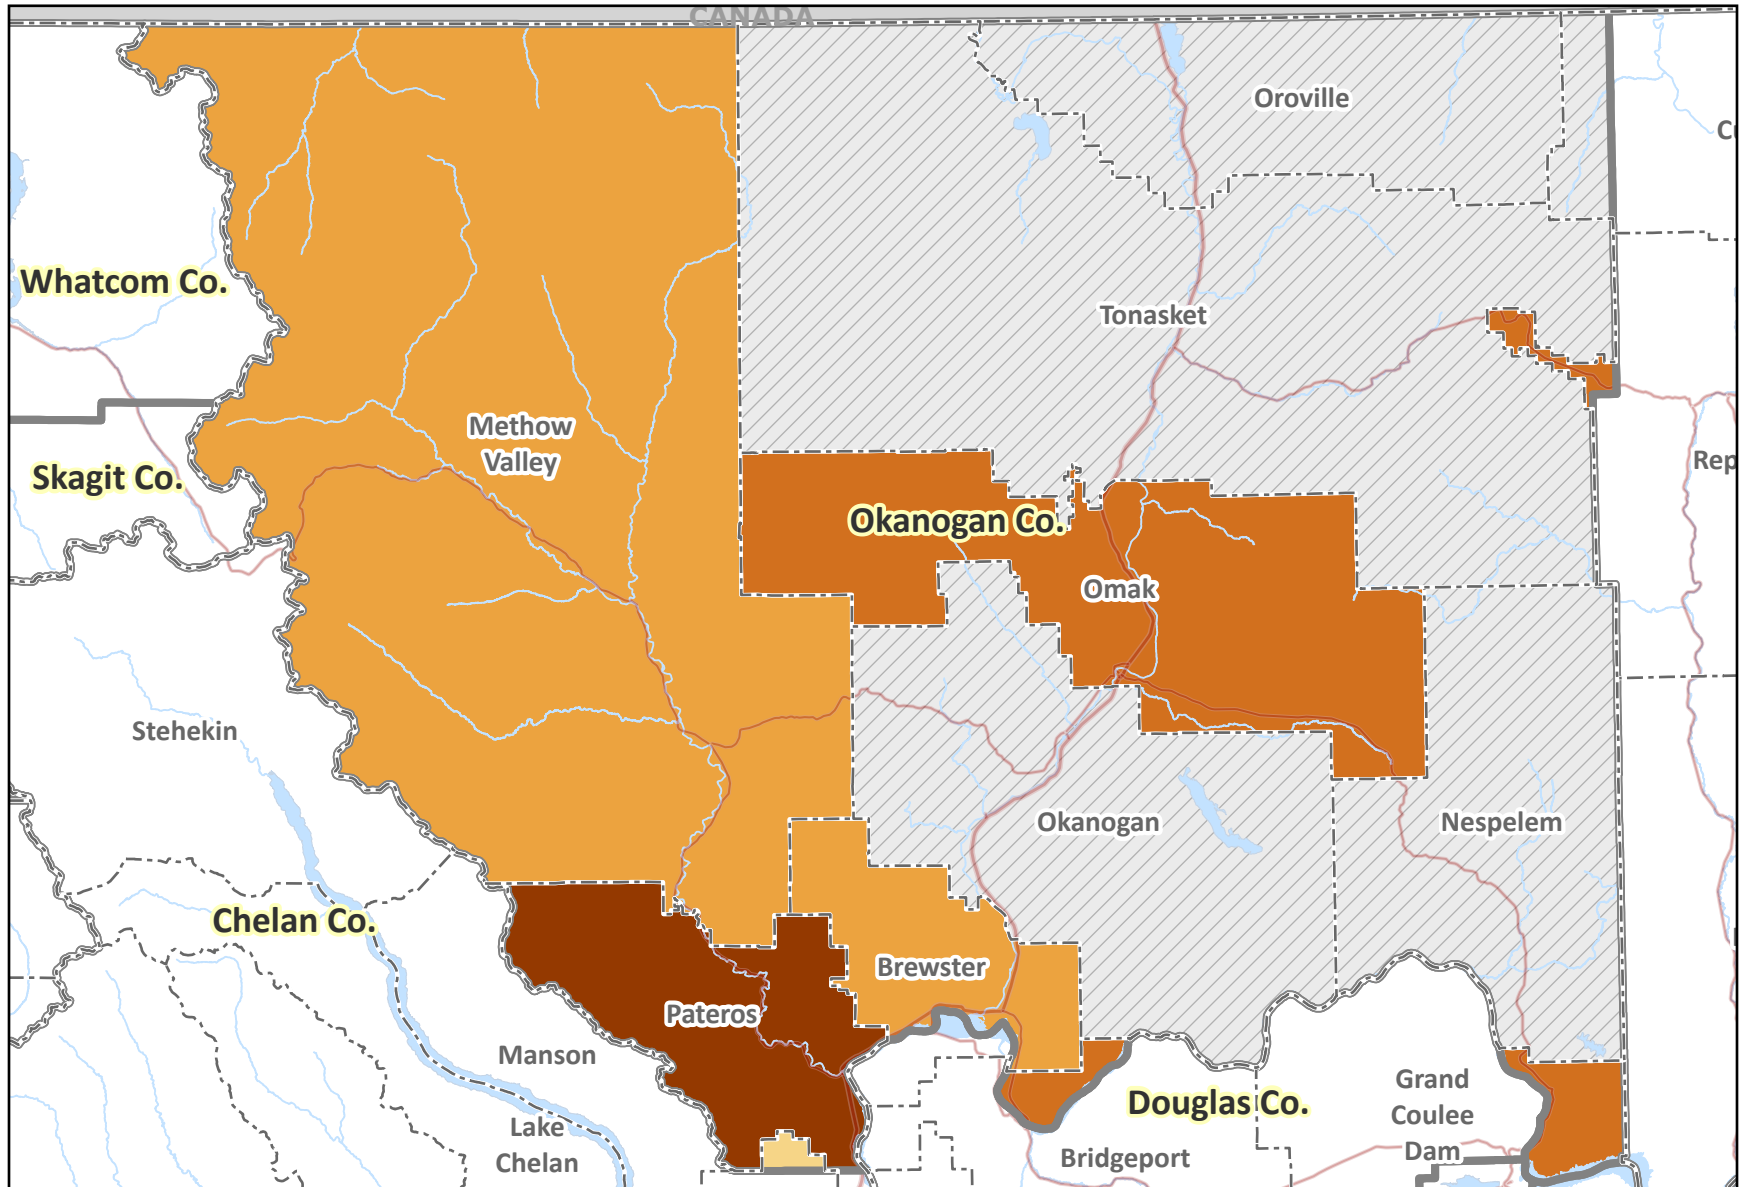 CANADA
Oroville
Whatcom Co.
Tonasket
Methow
Valley
Skagit Co.
Rep
Okanogan Co.
Omak
Stehekin
Okanogan
Nespelem
Chelan Co.
Brewster
Pateros
Manson
Grand
Coulee
Dam
Douglas Co.
Lake
Chelan
Bridgeport